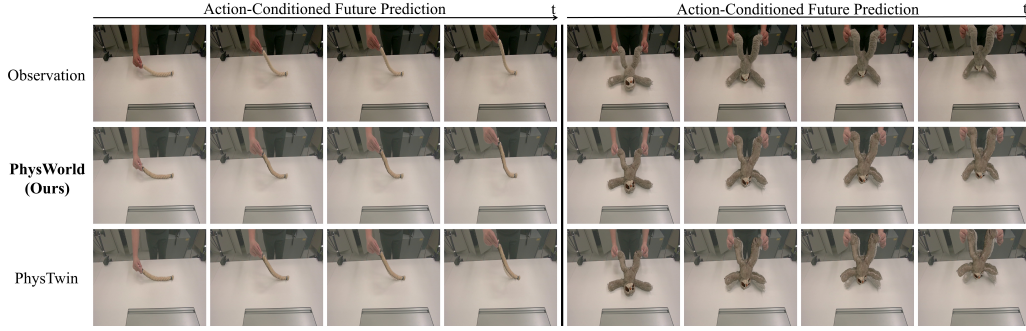 Action-Conditioned Future Prediction t
Action-Conditioned Future Prediction t
Observation
PhysWorld
(Ours)
PhysTwin